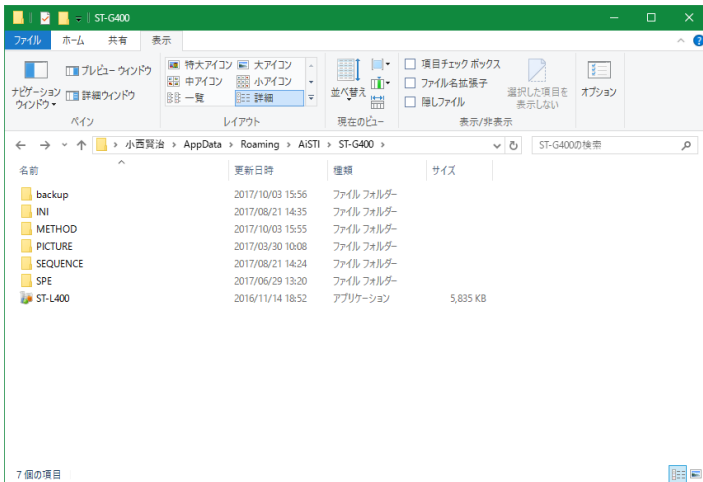 ST-G400
ファイル ホーム 共有 表示
ナビゲーション ウィンドウ
プレビュー ウィンドウ
詳細ウィンドウ
ペイン
特大アイコン 大アイコン
中アイコン 小アイコン
一覧 詳細
レイアウト
並べ替え
現在のビュー
項目チェック ボックス
ファイル名拡張子
隠しファイル
選択した項目を
表示しない
表示/非表示
オプション
小西賢治 > AppData > Roaming > AiSTI > ST-G400 >
ST-G400の検索
名前 更新日時 種類 サイズ
backup 2017/10/03 15:56 ファイル フォルダー
INI 2017/08/21 14:35 ファイル フォルダー
METHOD 2017/10/03 15:55 ファイル フォルダー
PICTURE 2017/03/30 10:08 ファイル フォルダー
SEQUENCE 2017/08/21 14:24 ファイル フォルダー
SPE 2017/06/29 13:20 ファイル フォルダー
ST-L400 2016/11/14 18:52 アプリケーション 5,835 KB
7 個の項目